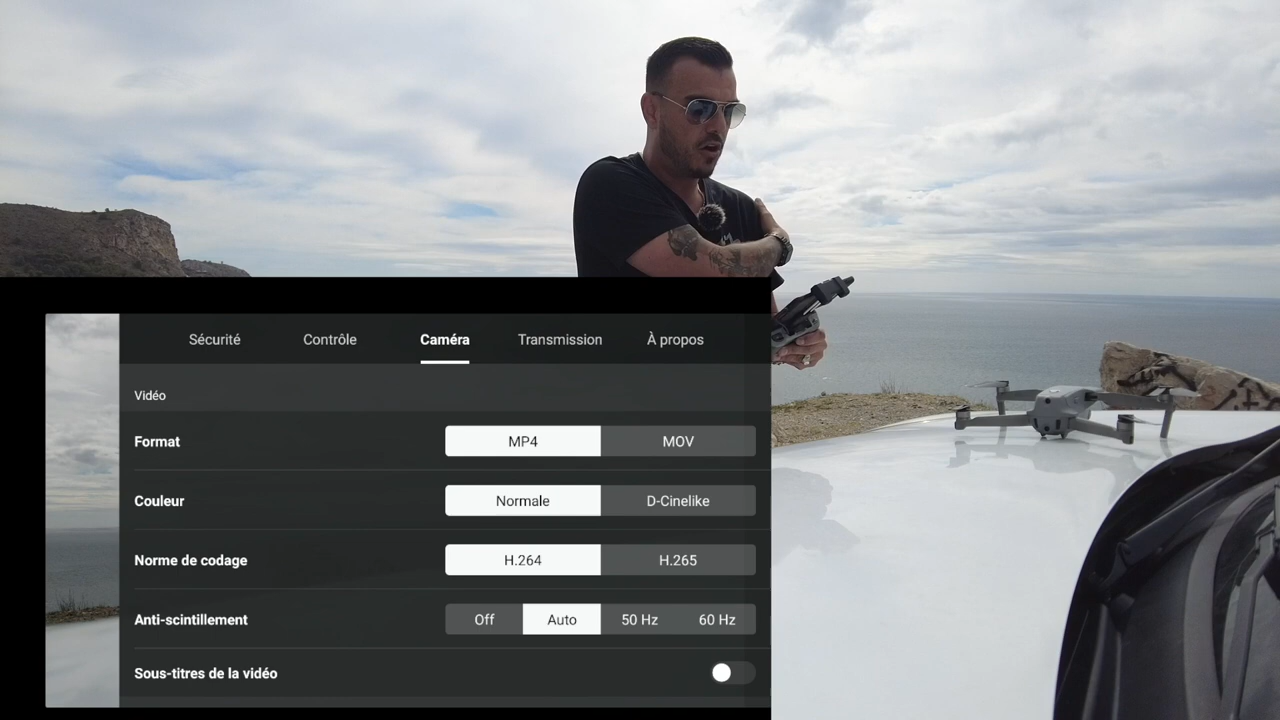 Sécurité Contrôle Caméra Transmission À propos
Vidéo
Format MP4 MOV
Couleur Normale D-Cinelike
Norme de codage H.264 H.265
Anti-scintillement Off Auto 50 Hz 60 Hz
Sous-titres de la vidéo